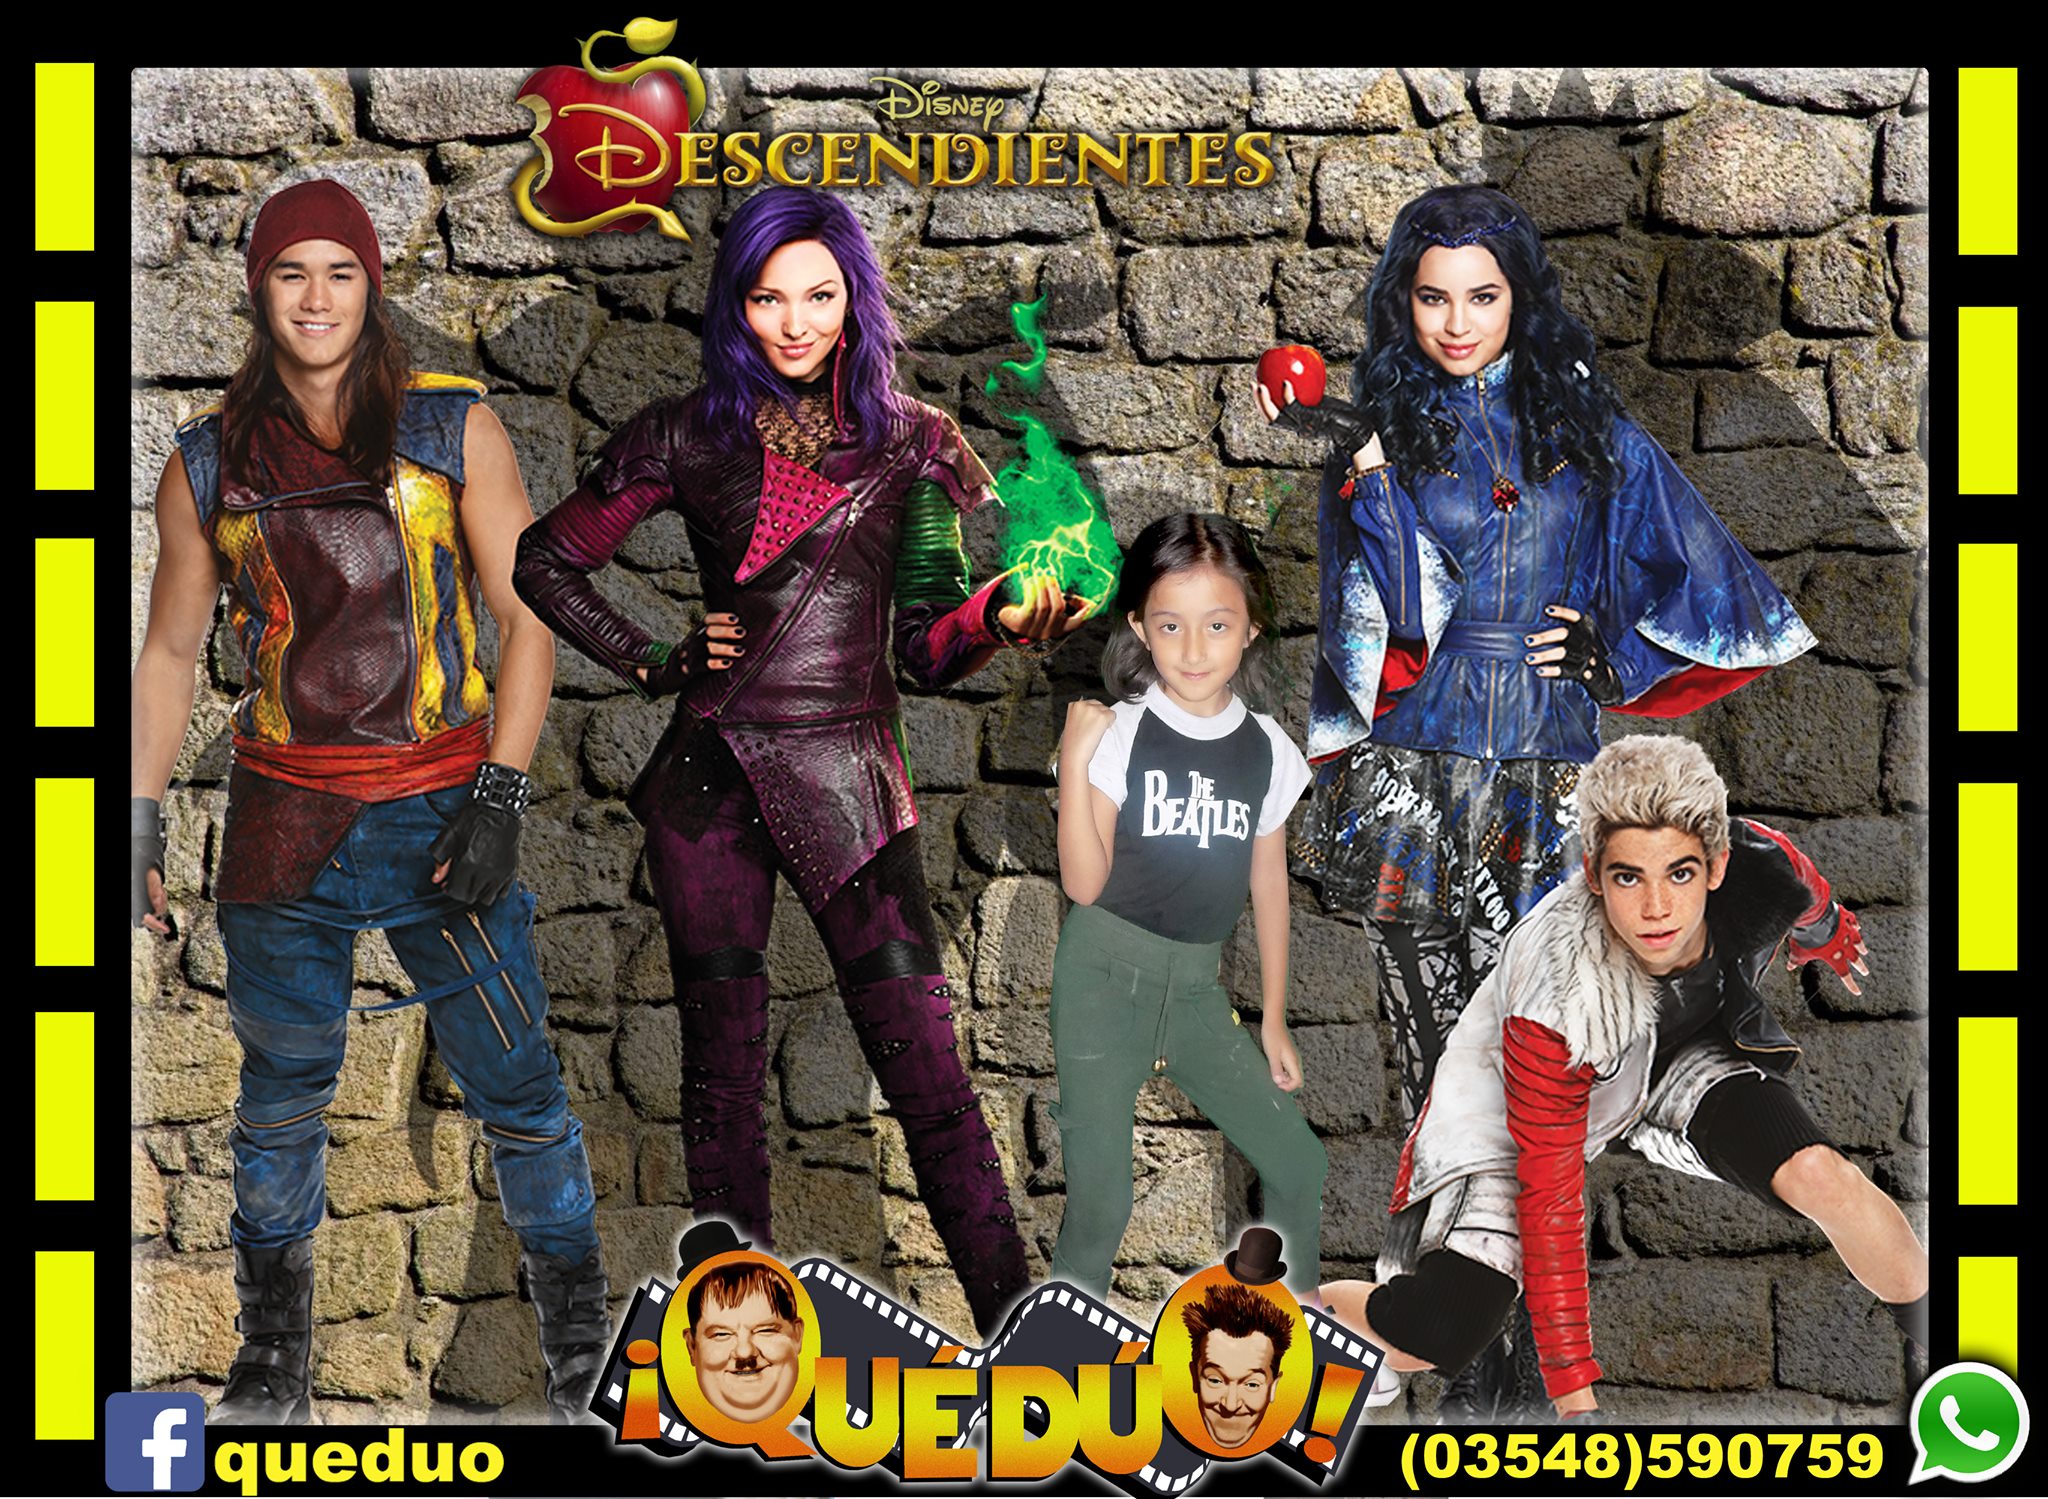 DISNEY
DESCENDIENTES
THE
BEATLES
¡QUÉ DÚO!
f queduo
(03548)590759